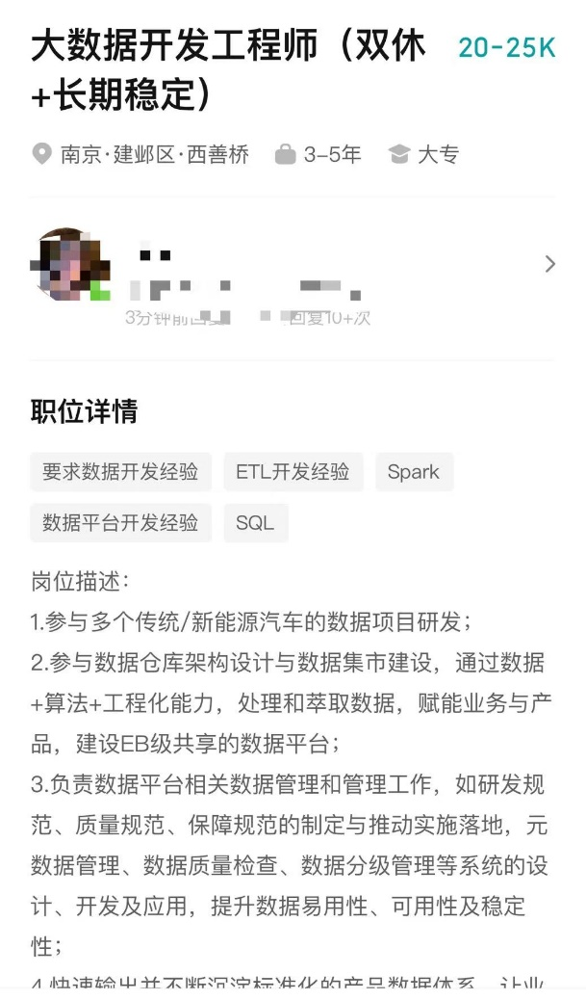 大数据开发工程师（双休
20-25K
+长期稳定）
南京·建邺区·西善桥 3-5年 大专
3分钟前回复 回复10+次
职位详情
要求数据开发经验 ETL开发经验 Spark
数据平台开发经验 SQL
岗位描述：
1.参与多个传统/新能源汽车的数据项目研发；
2.参与数据仓库架构设计与数据集市建设，通过数据
+算法+工程化能力，处理和萃取数据，赋能业务与产
品，建设EB级共享的数据平台；
3.负责数据平台相关数据管理和管理工作，如研发规
范、质量规范、保障规范的制定与推动实施落地，元
数据管理、数据质量检查、数据分级管理等系统的设
计、开发及应用，提升数据易用性、可用性及稳定
性；
4.快速输出并不断沉淀标准化的产品数据体系，让业